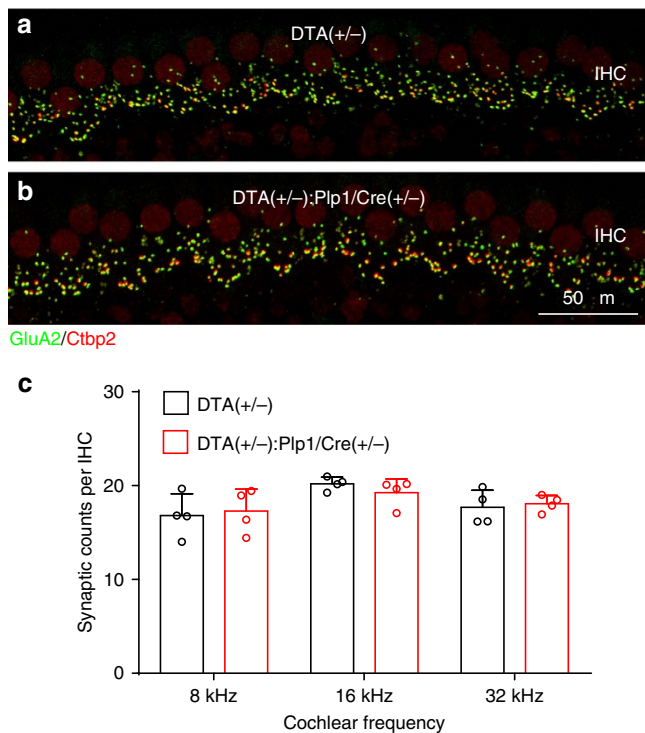 a
DTA(+/–)
IHC
b
DTA(+/–):Plp1/Cre(+/–)
IHC
50 m
GluA2/Ctbp2
c
30
20
10
0
Synaptic counts per IHC
DTA(+/–)
DTA(+/–):Plp1/Cre(+/–)
8 kHz
16 kHz
32 kHz
Cochlear frequency